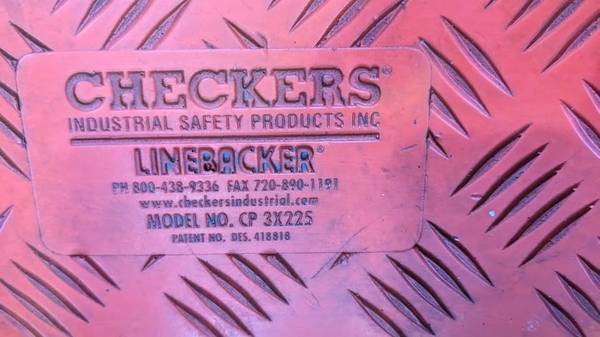 CHECKERS®
INDUSTRIAL SAFETY PRODUCTS INC
LINEBACKER®
PH 800-438-9336 FAX 720-890-1191
www.checkersindustrial.com
MODEL NO. CP 3X225
PATENT NO. DES. 418818